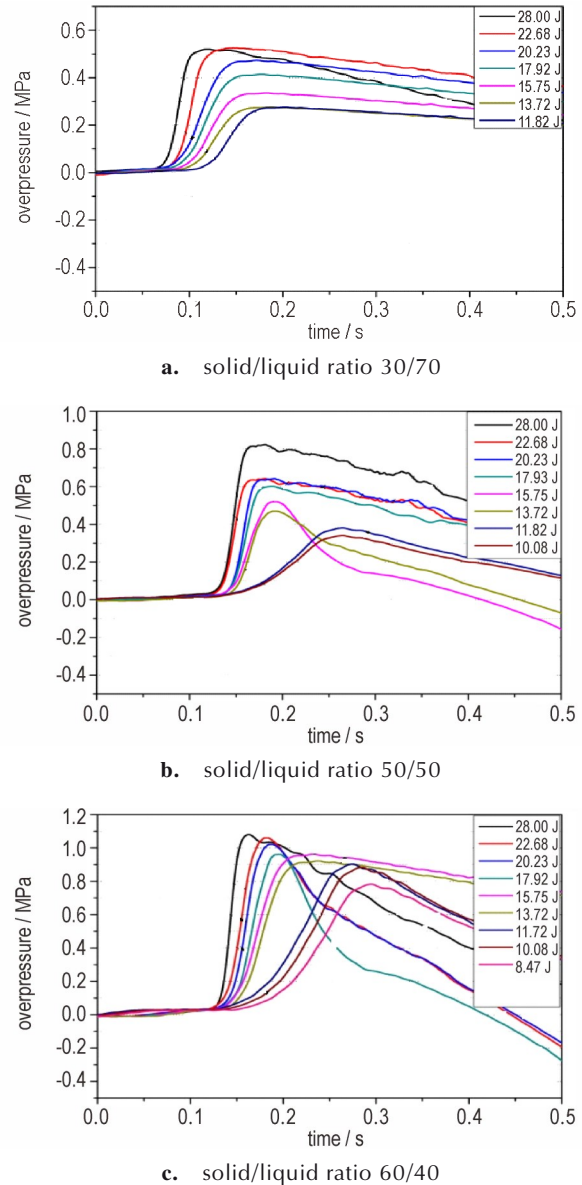 0.6
0.4
0.2
0.0
-0.2
-0.4
overpressure / MPa
28.00 J
22.68 J
20.23 J
17.92 J
15.75 J
13.72 J
11.82 J
0.0 0.1 0.2 0.3 0.4 0.5
time / s
a. solid/liquid ratio 30/70
1.0
0.8
0.6
0.4
0.2
0.0
-0.2
-0.4
overpressure / MPa
28.00 J
22.68 J
20.23 J
17.93 J
15.75 J
13.72 J
11.82 J
10.08 J
0.0 0.1 0.2 0.3 0.4 0.5
time / s
b. solid/liquid ratio 50/50
1.2
1.0
0.8
0.6
0.4
0.2
0.0
-0.2
-0.4
overpressure / MPa
28.00 J
22.68 J
20.23 J
17.92 J
15.75 J
13.72 J
11.72 J
10.08 J
8.47 J
0.0 0.1 0.2 0.3 0.4 0.5
time / s
c. solid/liquid ratio 60/40